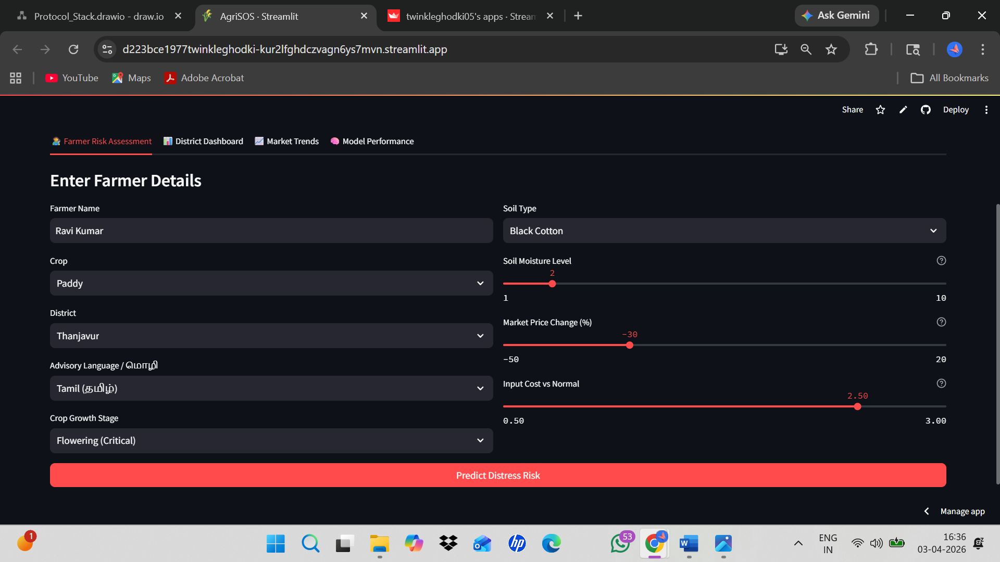 Protocol_Stack.drawio - draw.io
AgriSOS · Streamlit
twinkleghodki05's apps · Stream
Ask Gemini
d223bce1977twinkleghodki-kur2lfghdczvagn6ys7mvn.streamlit.app
YouTube
Maps
Adobe Acrobat
All Bookmarks
Share
Deploy
Farmer Risk Assessment
District Dashboard
Market Trends
Model Performance
Enter Farmer Details
Farmer Name
Ravi Kumar
Crop
Paddy
District
Thanjavur
Advisory Language / மொழி
Tamil (தமிழ்)
Crop Growth Stage
Flowering (Critical)
Soil Type
Black Cotton
Soil Moisture Level
2
1
10
Market Price Change (%)
-30
-50
20
Input Cost vs Normal
2.50
0.50
3.00
Predict Distress Risk
Manage app
1
53
ENG
IN
16:36
03-04-2026